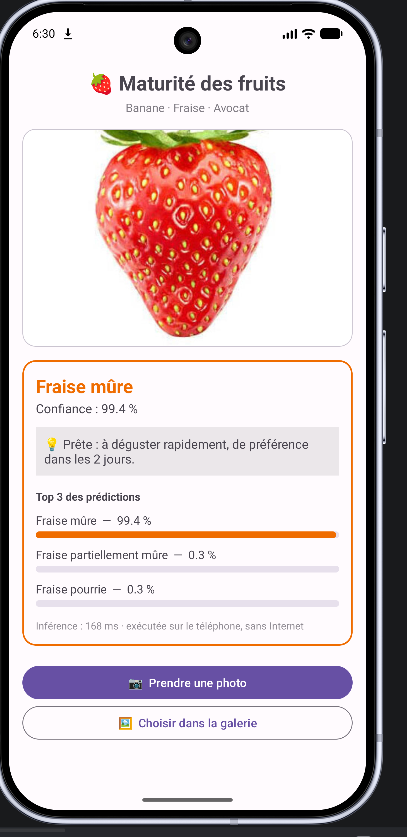 6:30
🍓 Maturité des fruits
Banane · Fraise · Avocat
Fraise mûre
Confiance : 99.4 %
💡 Prête : à déguster rapidement, de préférence
dans les 2 jours.
Top 3 des prédictions
Fraise mûre — 99.4 %
Fraise partiellement mûre — 0.3 %
Fraise pourrie — 0.3 %
Inférence : 168 ms · exécutée sur le téléphone, sans Internet
📷 Prendre une photo
🖼️ Choisir dans la galerie